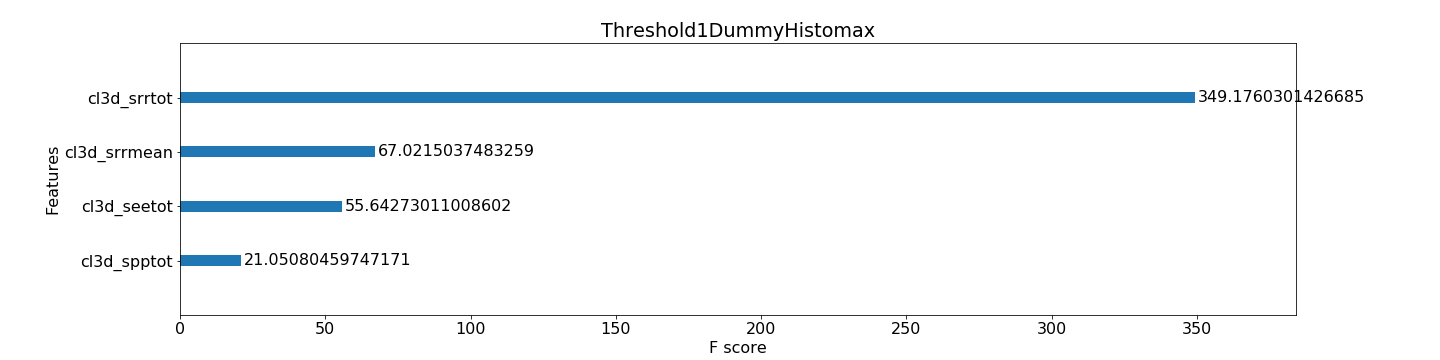 Threshold1DummyHistomax
Features
cl3d_srrtot
349.1760301426685
cl3d_srrmean
67.0215037483259
cl3d_seetot
55.64273011008602
cl3d_spptot
21.05080459747171
0 50 100 150 200 250 300 350
F score